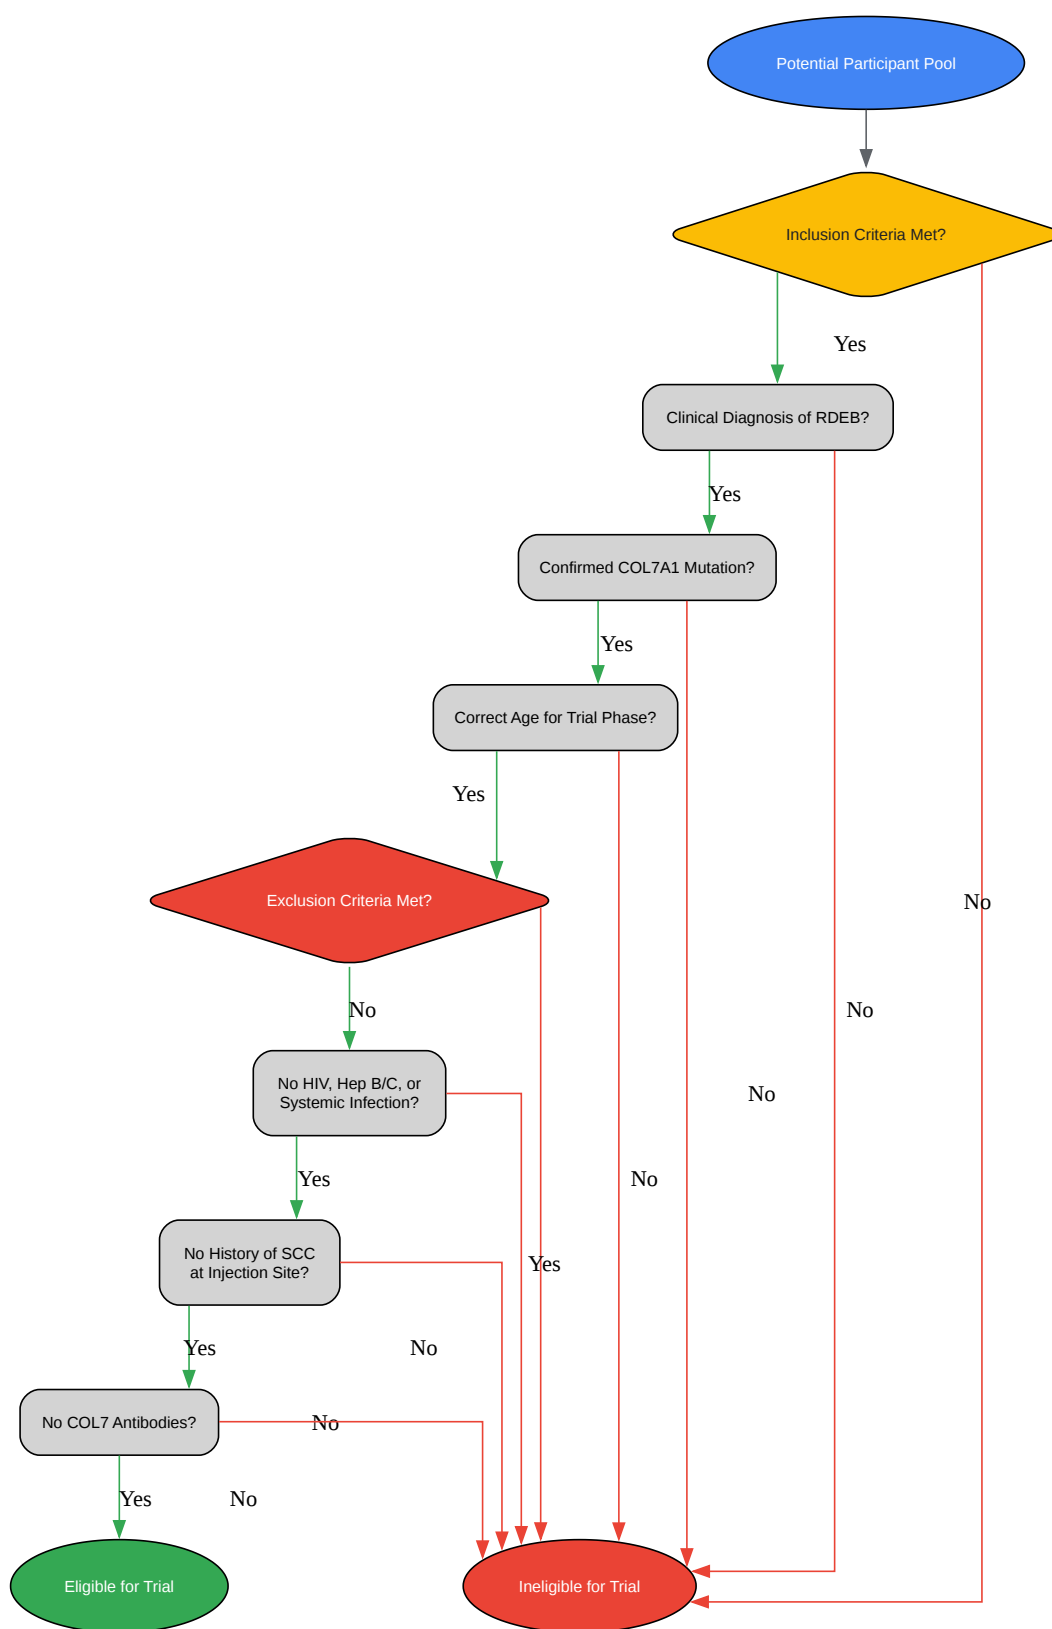 Potential Participant Pool
Inclusion Criteria Met?
Yes
Clinical Diagnosis of RDEB?
Yes
Confirmed COL7A1 Mutation?
Yes
Correct Age for Trial Phase?
Yes
Exclusion Criteria Met?
No
No
No
No HIV, Hep B/C, or
Systemic Infection?
No
Yes
No
No History of SCC
at Injection Site?
Yes
Yes
No
No COL7 Antibodies?
No
Yes
No
Eligible for Trial
Ineligible for Trial